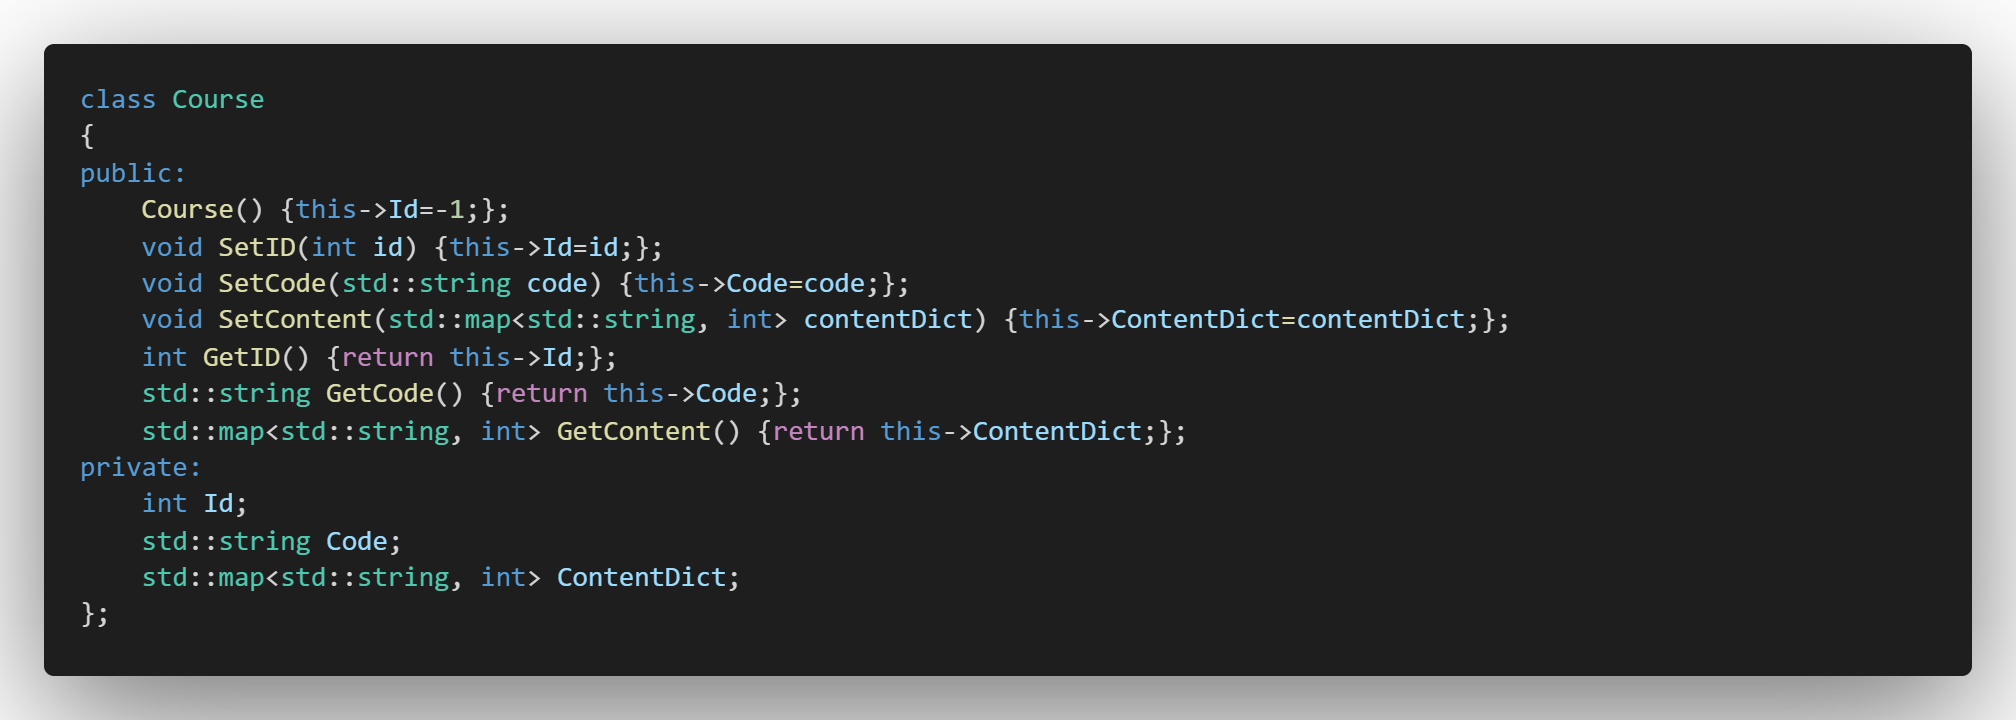 class Course
{
public:
    Course() {this->Id=-1;};
    void SetID(int id) {this->Id=id;};
    void SetCode(std::string code) {this->Code=code;};
    void SetContent(std::map<std::string, int> contentDict) {this->ContentDict=contentDict;};
    int GetID() {return this->Id;};
    std::string GetCode() {return this->Code;};
    std::map<std::string, int> GetContent() {return this->ContentDict;};
private:
    int Id;
    std::string Code;
    std::map<std::string, int> ContentDict;
};